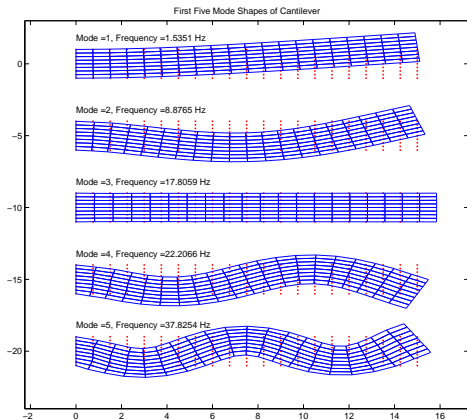 First Five Mode Shapes of Cantilever
Mode =1, Frequency =1.5351 Hz
0
Mode =2, Frequency =8.8765 Hz
−5
Mode =3, Frequency =17.8059 Hz
−10
Mode =4, Frequency =22.2066 Hz
−15
Mode =5, Frequency =37.8254 Hz
−20
−2 0 2 4 6 8 10 12 14 16